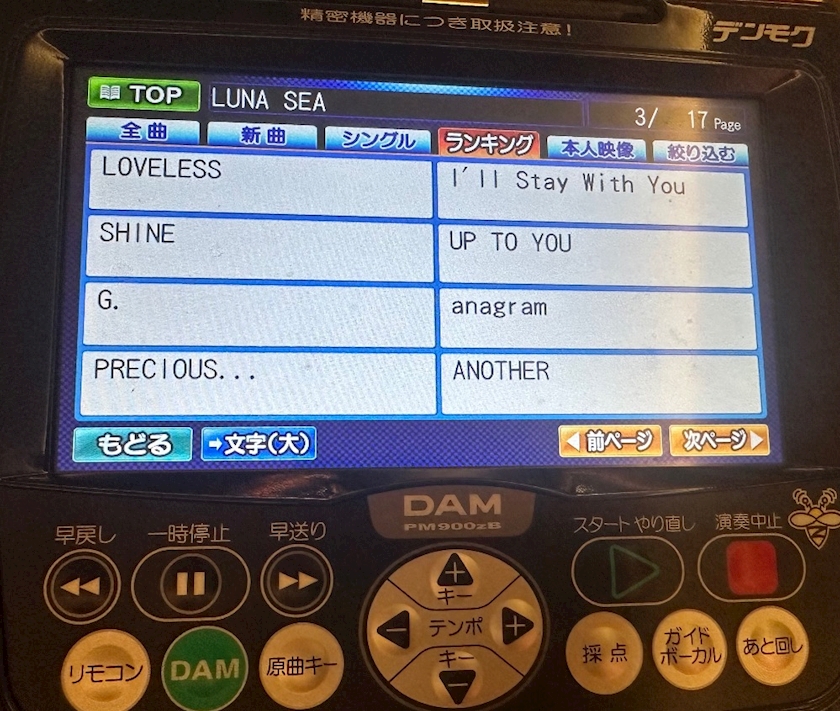 精密機器につき取扱注意!
デンモク
TOP
LUNA SEA
3/ 17 Page
全曲 新曲 シングル ランキング 本人映像 絞り込む
LOVELESS
I'll Stay With You
SHINE
UP TO YOU
G.
anagram
PRECIOUS...
ANOTHER
もどる
➡文字(大)
◀前ページ
次ページ▶
DAM
PM900zB
早戻し
一時停止
早送り
スタート やり直し
演奏中止
リモコン
DAM
原曲キー
+
キー
− テンポ +
キー
−
採点
ガイド
ボーカル
あと回し